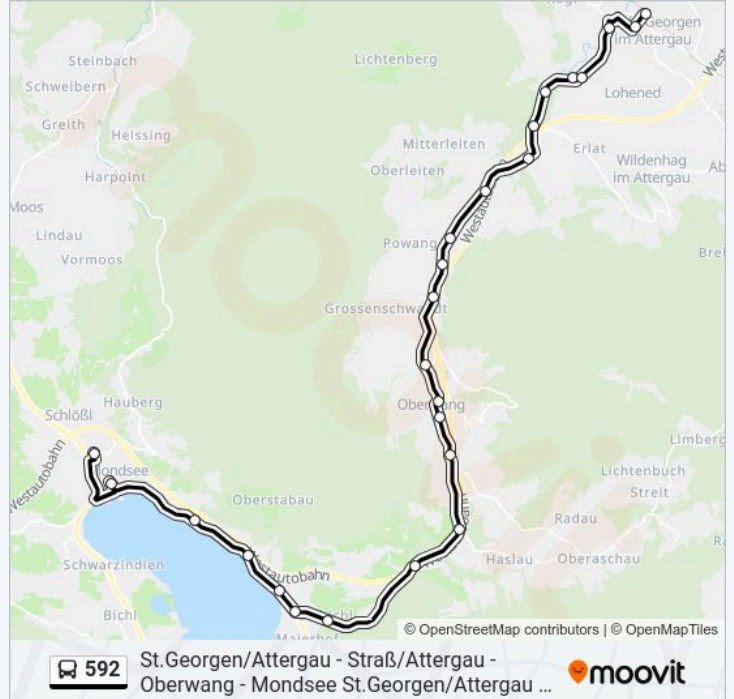 Georgen
im Attergau
Steinbach
Lichtenberg
Schweibern
Lohened
Greith
Heissing
Mitterleiten
Erlat
Wildenhag
im Attergau
Oberleiten
Harpoint
Moos
Lindau
Powang
Vormoos
Grossenschwandt
Hauberg
Schlößl
Limberg
Mondsee
Westautobahn
Lichtenbuch
Streit
Oberstabau
Radau
Haslau
Oberaschau
Schwarzindien
Westautobahn
Bichl
© OpenStreetMap contributors | © OpenMapTiles
592
St.Georgen/Attergau - Straß/Attergau -
Oberwang - Mondsee St.Georgen/Attergau ...
moovit